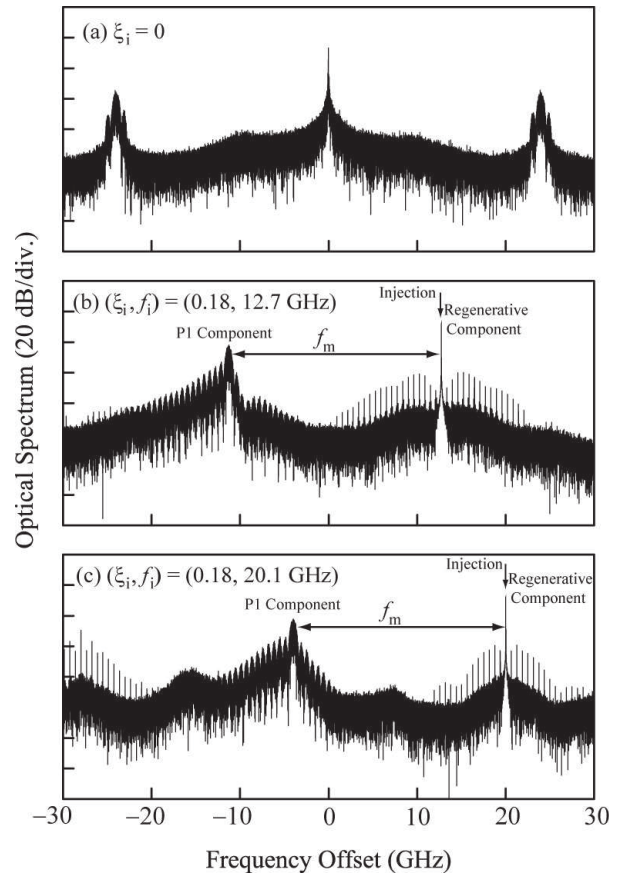 Optical Spectrum (20 dB/div.)
(a) ξi = 0
(b) (ξi, fi) = (0.18, 12.7 GHz)
Injection
P1 Component
Regenerative
Component
fm
(c) (ξi, fi) = (0.18, 20.1 GHz)
Injection
P1 Component
Regenerative
Component
fm
−30 −20 −10 0 10 20 30
Frequency Offset (GHz)